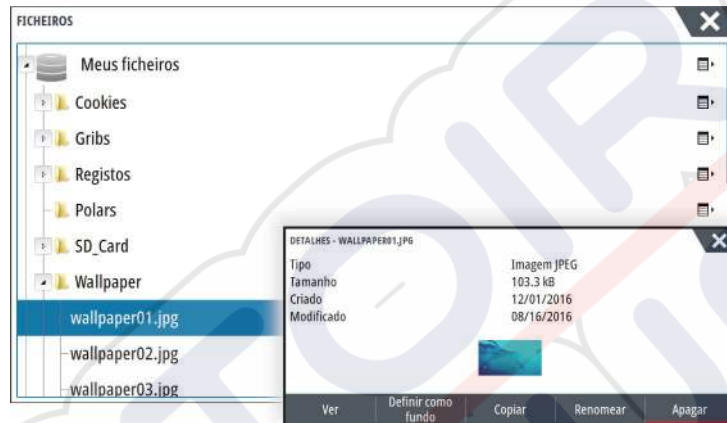 FICHEIROS
Meus ficheiros
Cookies
Gribs
Registos
Polars
SD_Card
Wallpaper
wallpaper01.jpg
wallpaper02.jpg
wallpaper03.jpg
DETALHES - WALLPAPER01.JPG
Tipo Imagem JPEG
Tamanho 103.3 kB
Criado 12/01/2016
Modificado 08/16/2016
Ver Definir como fundo Copiar Renomear Apagar